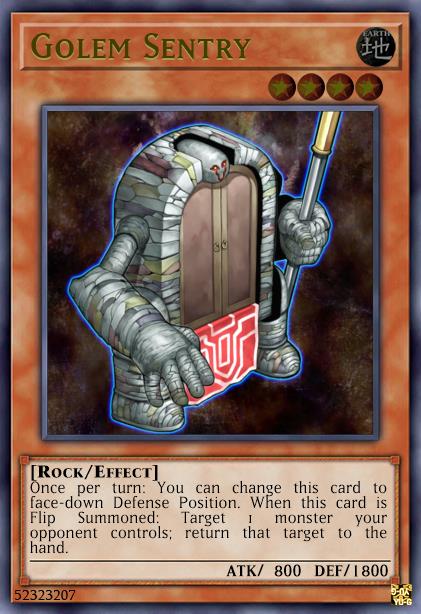 GOLEM SENTRY
EARTH
地
[ROCK/EFFECT]
Once per turn: You can change this card to
face-down Defense Position. When this card is
Flip Summoned: Target 1 monster your
opponent controls; return that target to the
hand.
ATK/ 800 DEF/1800
52323207